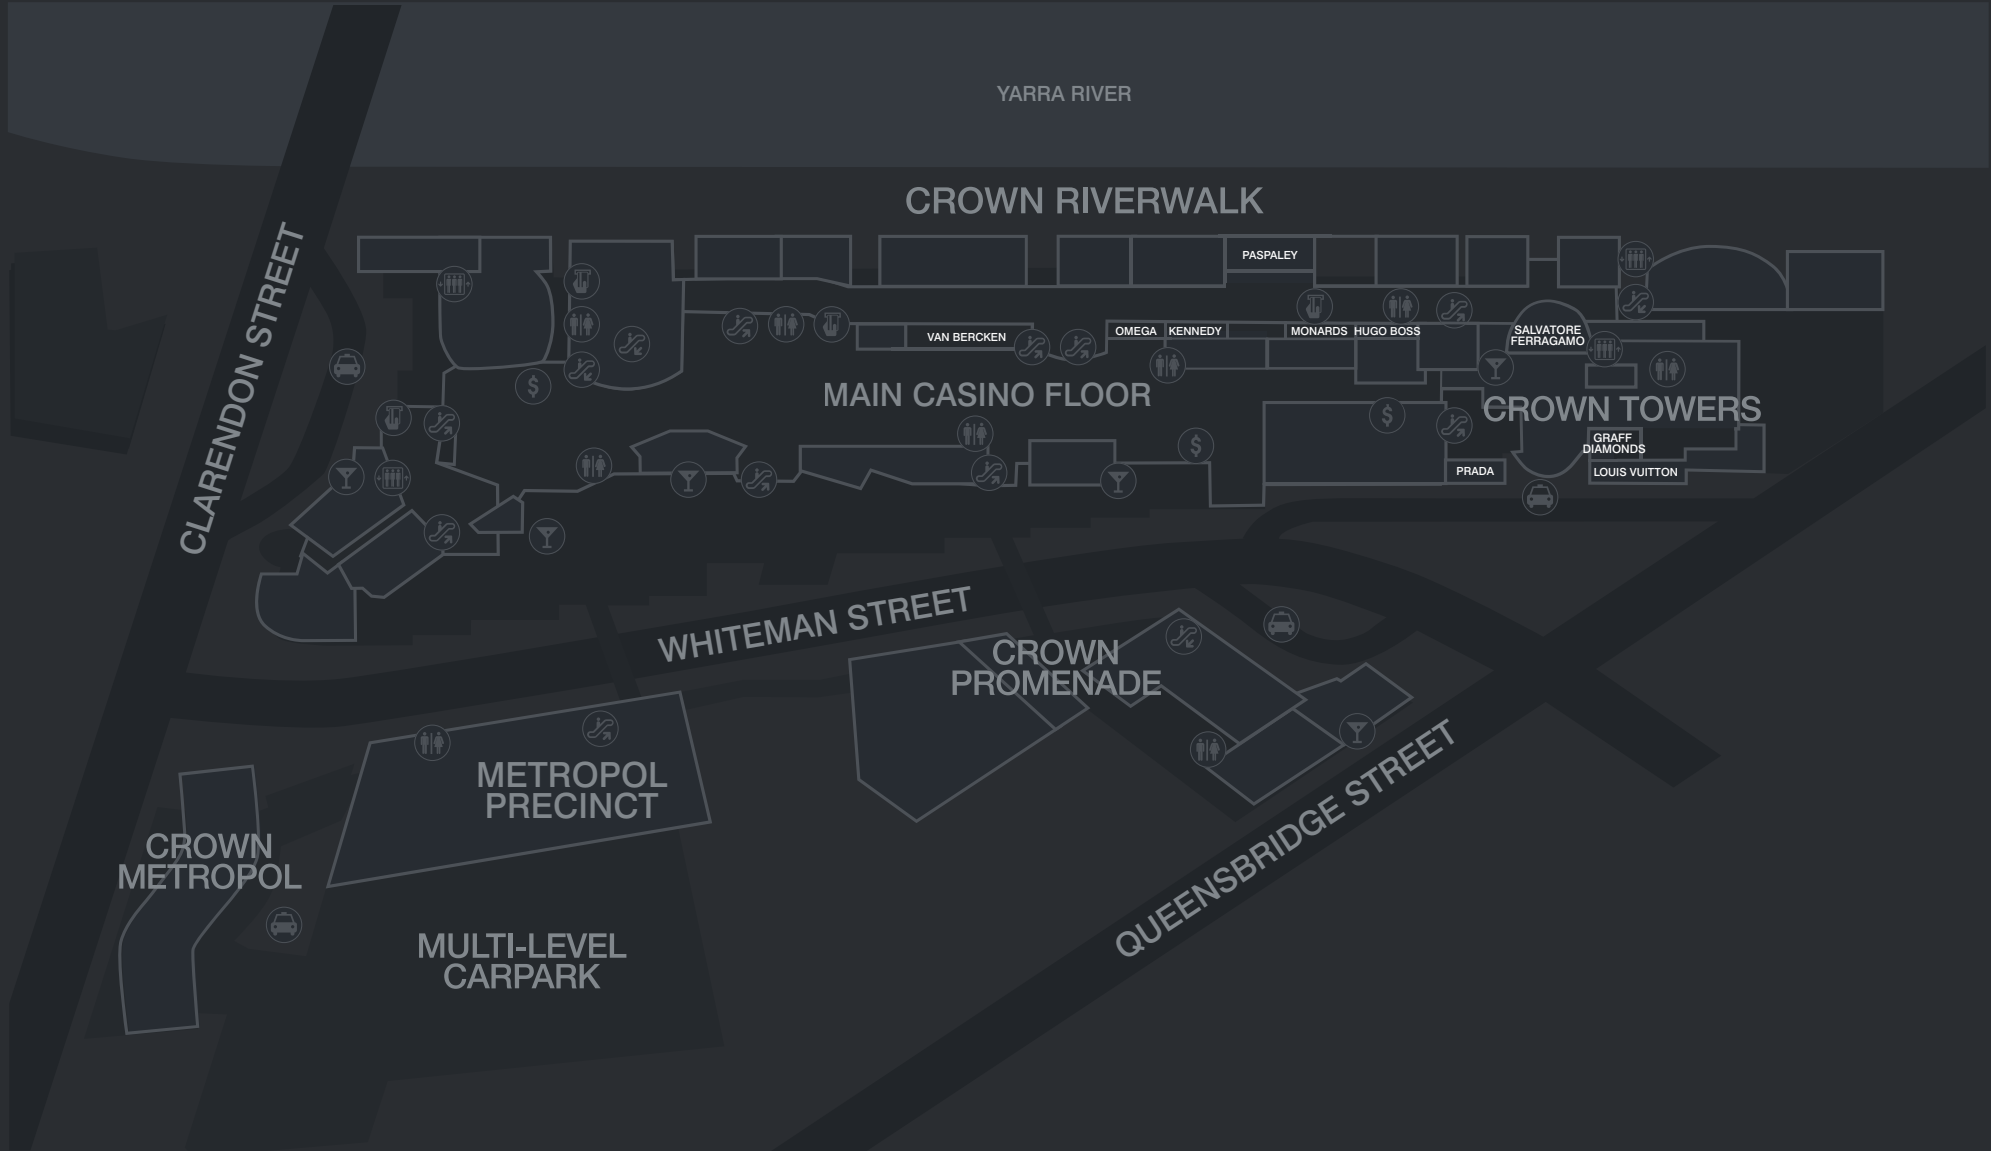 YARRA RIVER
CROWN RIVERWALK
CLARENDON STREET
PASPALEY
VAN BERCKEN
OMEGA
KENNEDY
MONARDS
HUGO BOSS
SALVATORE
FERRAGAMO
MAIN CASINO FLOOR
$
CROWN TOWERS
$
$
GRAFF
DIAMONDS
PRADA
LOUIS VUITTON
WHITEMAN STREET
CROWN
PROMENADE
METROPOL
PRECINCT
QUEENSBRIDGE STREET
CROWN
METROPOL
MULTI-LEVEL
CARPARK